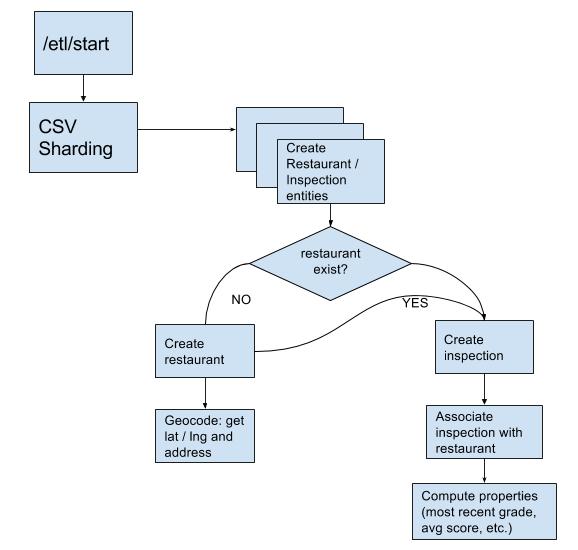 /etl/start
CSV
Sharding
Create
Restaurant /
Inspection
entities
restaurant
exist?
NO
YES
Create
restaurant
Create
inspection
Geocode: get
lat / lng and
address
Associate
inspection with
restaurant
Compute properties
(most recent grade,
avg score, etc.)